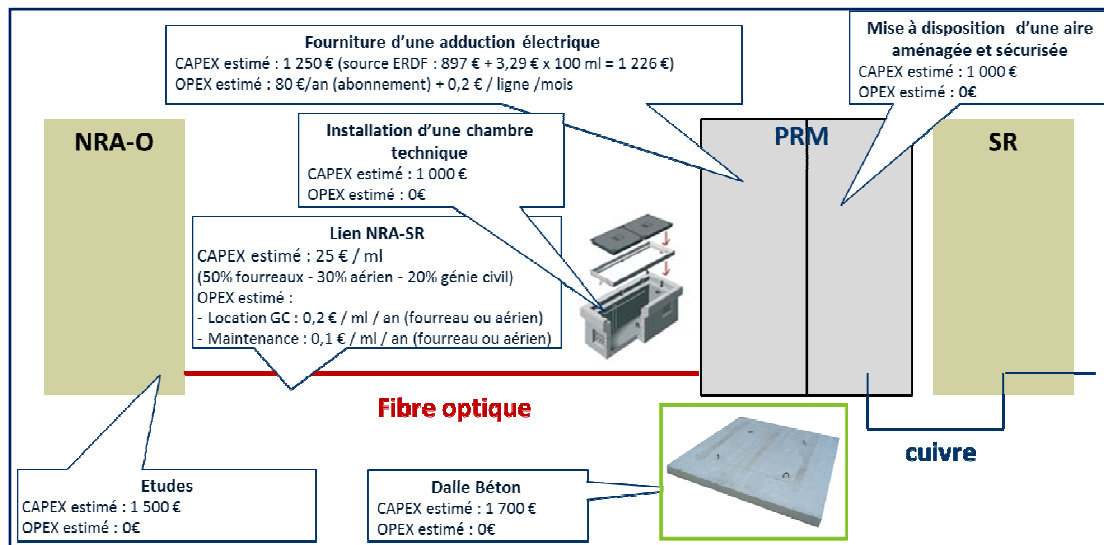 Fourniture d'une adduction électrique
CAPEX estimé : 1 250 € (source ERDF : 897 € + 3,29 € x 100 ml = 1 226 €)
OPEX estimé : 80 €/an (abonnement) + 0,2 € / ligne /mois
Mise à disposition d'une aire
aménagée et sécurisée
CAPEX estimé : 1 000 €
OPEX estimé : 0€
NRA-O
Installation d'une chambre
technique
CAPEX estimé : 1 000 €
OPEX estimé : 0€
PRM
SR
Lien NRA-SR
CAPEX estimé : 25 € / ml
(50% fourreaux - 30% aérien - 20% génie civil)
OPEX estimé :
- Location GC : 0,2 € / ml / an (fourreau ou aérien)
- Maintenance : 0,1 € / ml / an (fourreau ou aérien)
Fibre optique
cuivre
Etudes
CAPEX estimé : 1 500 €
OPEX estimé : 0€
Dalle Béton
CAPEX estimé : 1 700 €
OPEX estimé : 0€